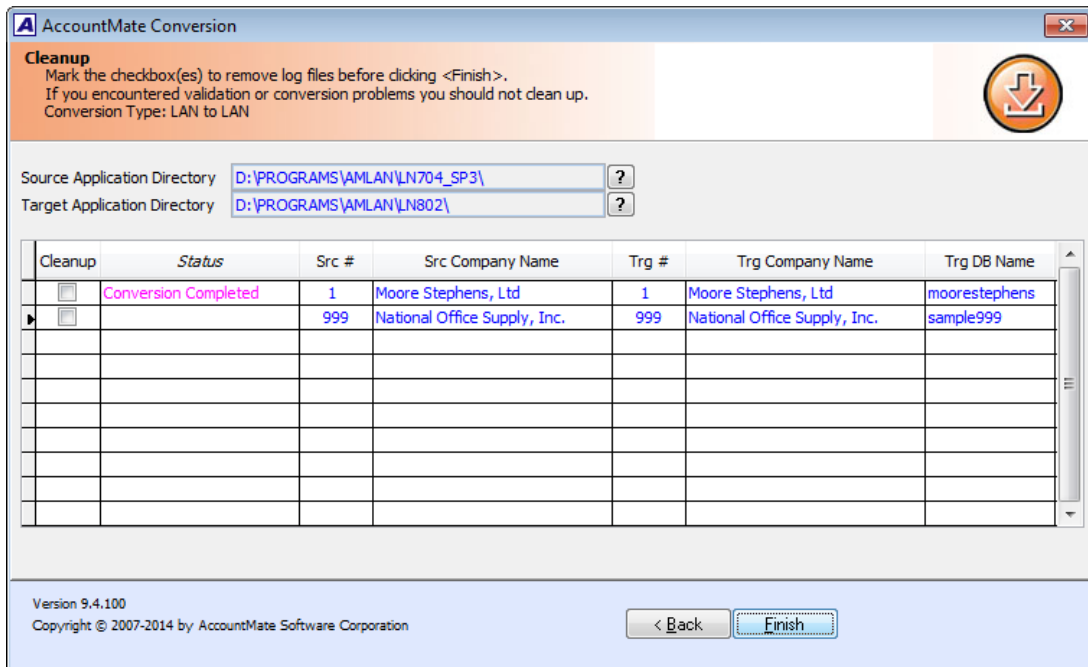 AccountMate Conversion
Cleanup
Mark the checkbox(es) to remove log files before clicking <Finish>.
If you encountered validation or conversion problems you should not clean up.
Conversion Type: LAN to LAN
Source Application Directory D:\PROGRAMS\AMLAN\LN704_SP3\ ?
Target Application Directory D:\PROGRAMS\AMLAN\LN802\ ?
Cleanup Status Src # Src Company Name Trg # Trg Company Name Trg DB Name
Conversion Completed 1 Moore Stephens, Ltd 1 Moore Stephens, Ltd moorestephens
999 National Office Supply, Inc. 999 National Office Supply, Inc. sample999
Version 9.4.100
Copyright © 2007-2014 by AccountMate Software Corporation
< Back Finish